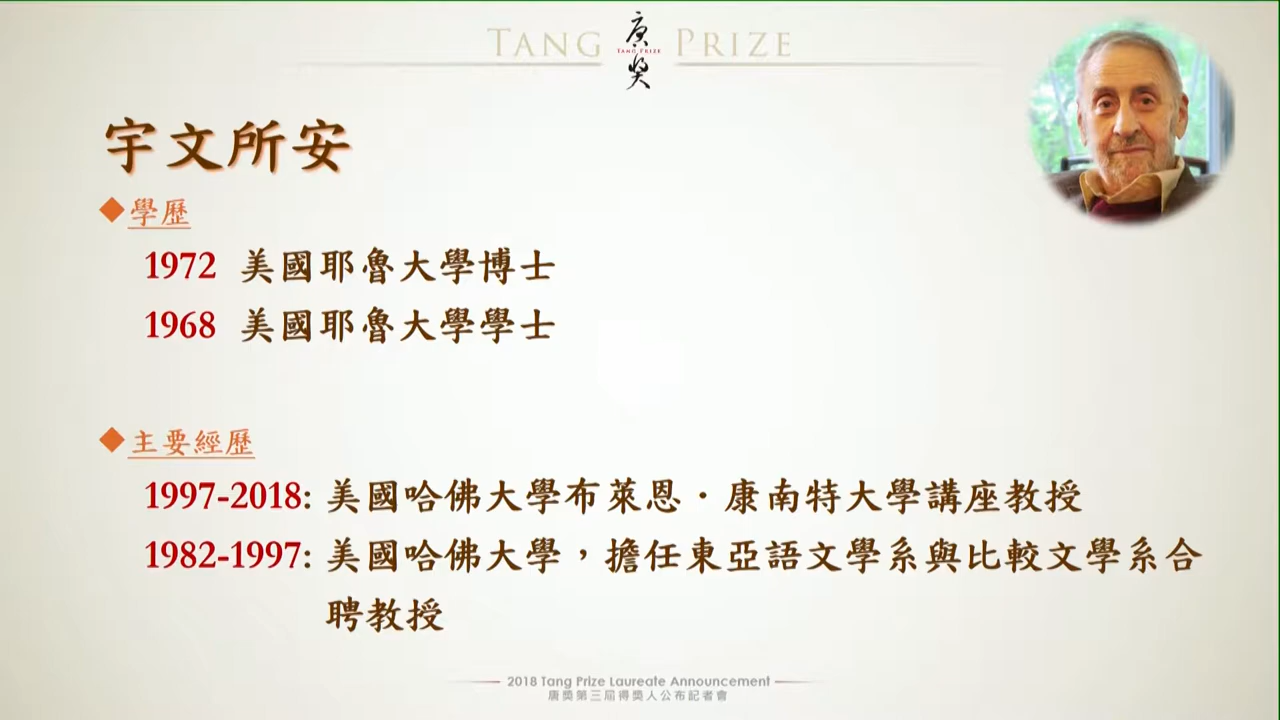 TANG 唐獎 PRIZE
TANG PRIZE
宇文所安
學歷
1972 美國耶魯大學博士
1968 美國耶魯大學學士
主要經歷
1997-2018: 美國哈佛大學布萊恩・康南特大學講座教授
1982-1997: 美國哈佛大學，擔任東亞語文學系與比較文學系合
聘教授
2018 Tang Prize Laureate Announcement
唐獎第三屆得獎人公布記者會